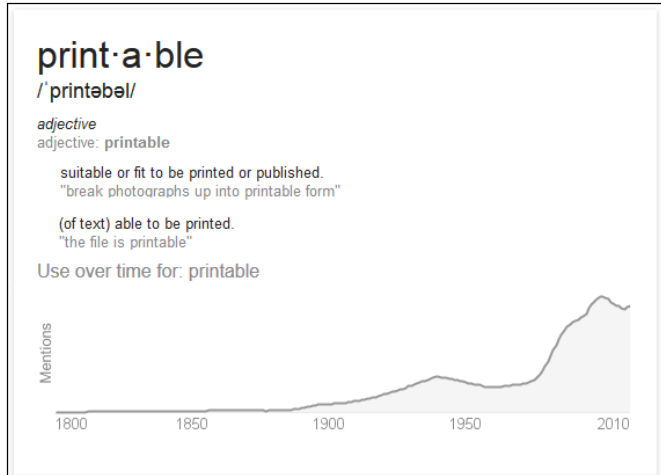 print·a·ble
/ˈprintəbəl/
adjective
adjective: printable
suitable or fit to be printed or published.
"break photographs up into printable form"
(of text) able to be printed.
"the file is printable"
Use over time for: printable
Mentions
1800 1850 1900 1950 2010